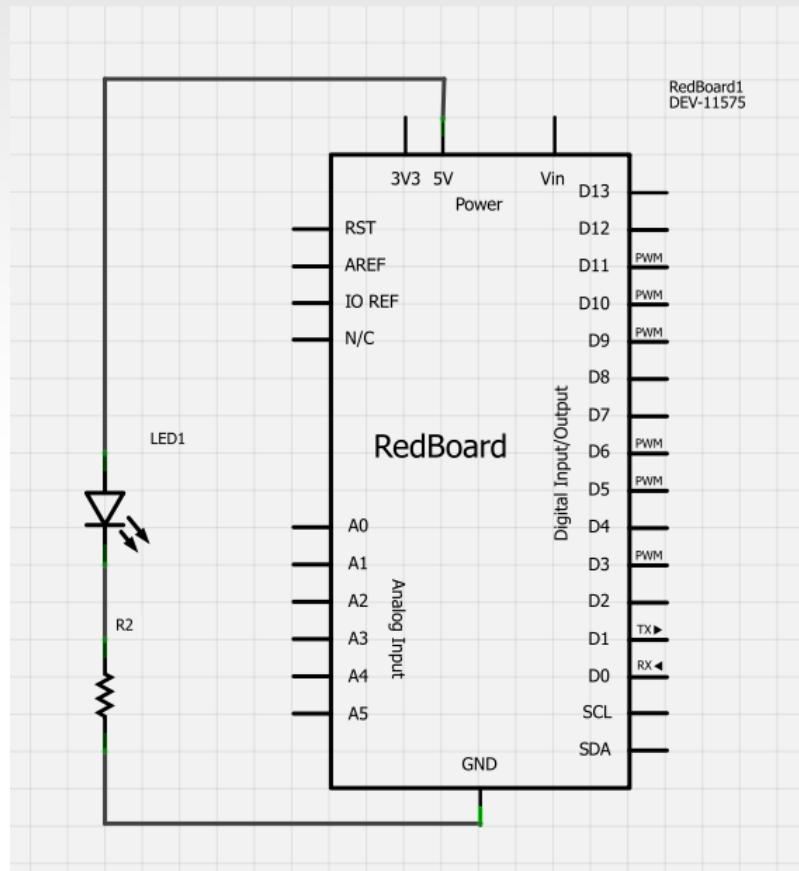 RedBoard1
DEV-11575
3V3 5V Vin
Power
D13
RST
D12
AREF
D11 PWM
IO REF
D10 PWM
N/C
D9 PWM
D8
D7
LED1
RedBoard
Digital Input/Output
D6 PWM
D5 PWM
A0
D4
A1
D3 PWM
Analog Input
A2
D2
R2
A3
D1 TX►
A4
D0 RX◄
A5
SCL
SDA
GND